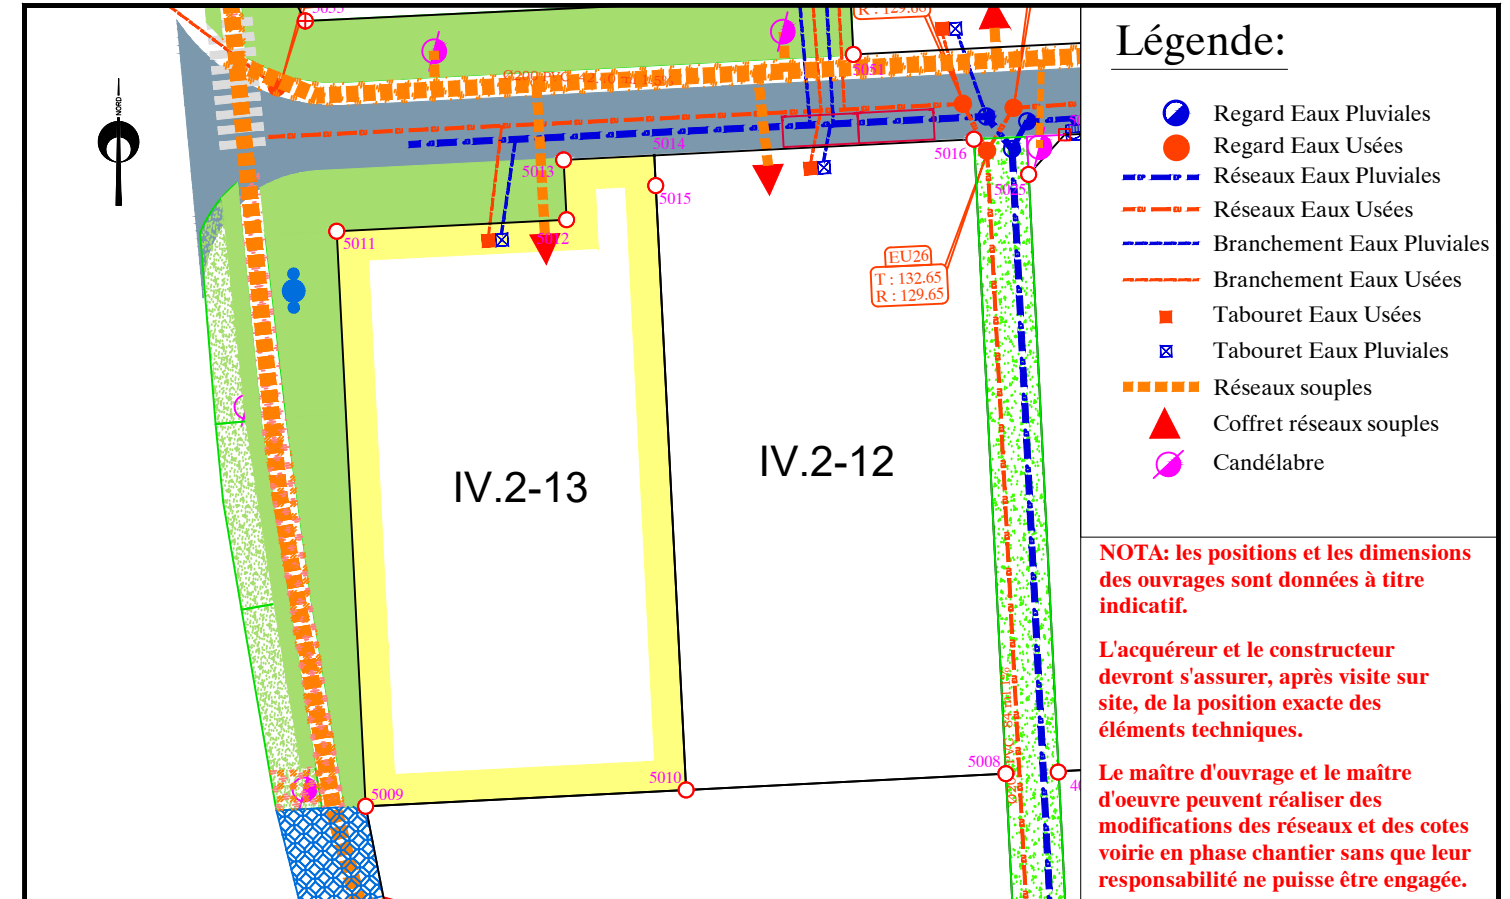 5051
5014
5013
5016
5015
5025
5012
5011
EU26
T : 132.65
R : 129.65
IV.2-12
IV.2-13
5008
5010
5009
NORD
Légende:
Regard Eaux Pluviales
Regard Eaux Usées
Réseaux Eaux Pluviales
Réseaux Eaux Usées
Branchement Eaux Pluviales
Branchement Eaux Usées
Tabouret Eaux Usées
Tabouret Eaux Pluviales
Réseaux souples
Coffret réseaux souples
Candélabre
NOTA: les positions et les dimensions
des ouvrages sont données à titre
indicatif.
L'acquéreur et le constructeur
devront s'assurer, après visite sur
site, de la position exacte des
éléments techniques.
Le maître d'ouvrage et le maître
d'oeuvre peuvent réaliser des
modifications des réseaux et des cotes
voirie en phase chantier sans que leur
responsabilité ne puisse être engagée.